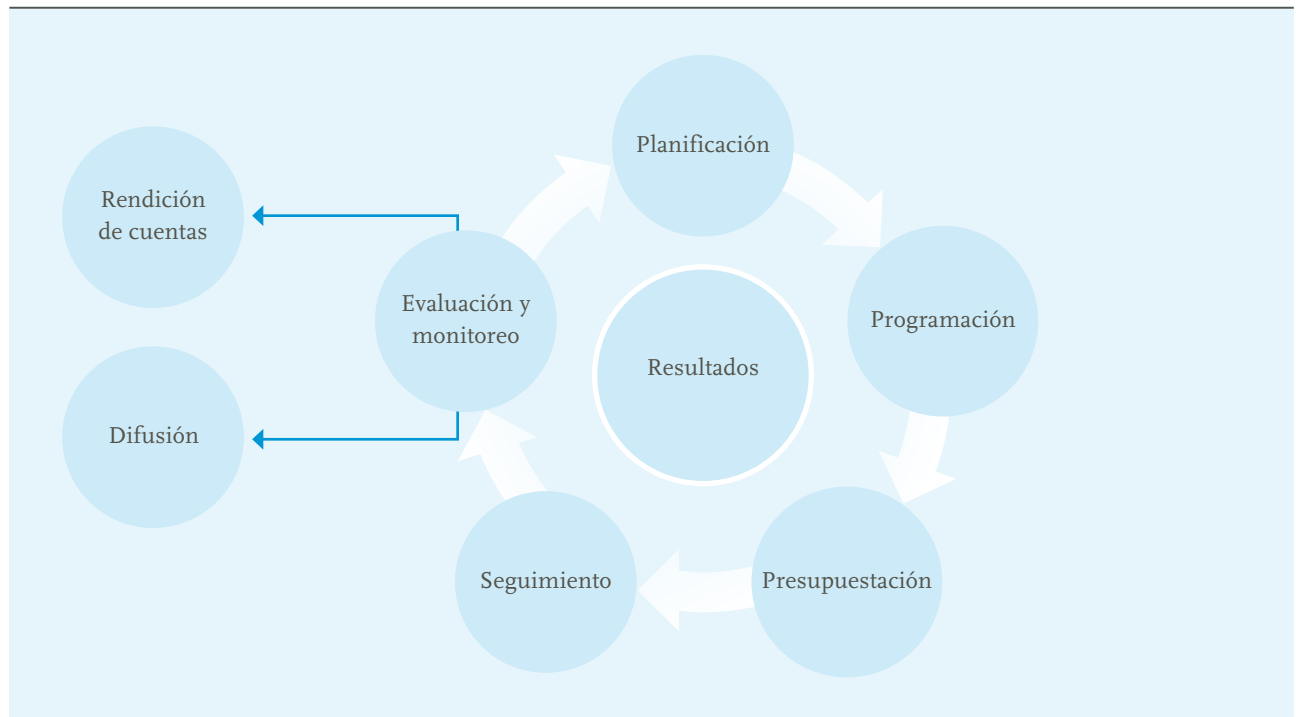 Planificación
Rendición
de cuentas
Evaluación y
monitoreo
Programación
Resultados
Difusión
Seguimiento
Presupuestación